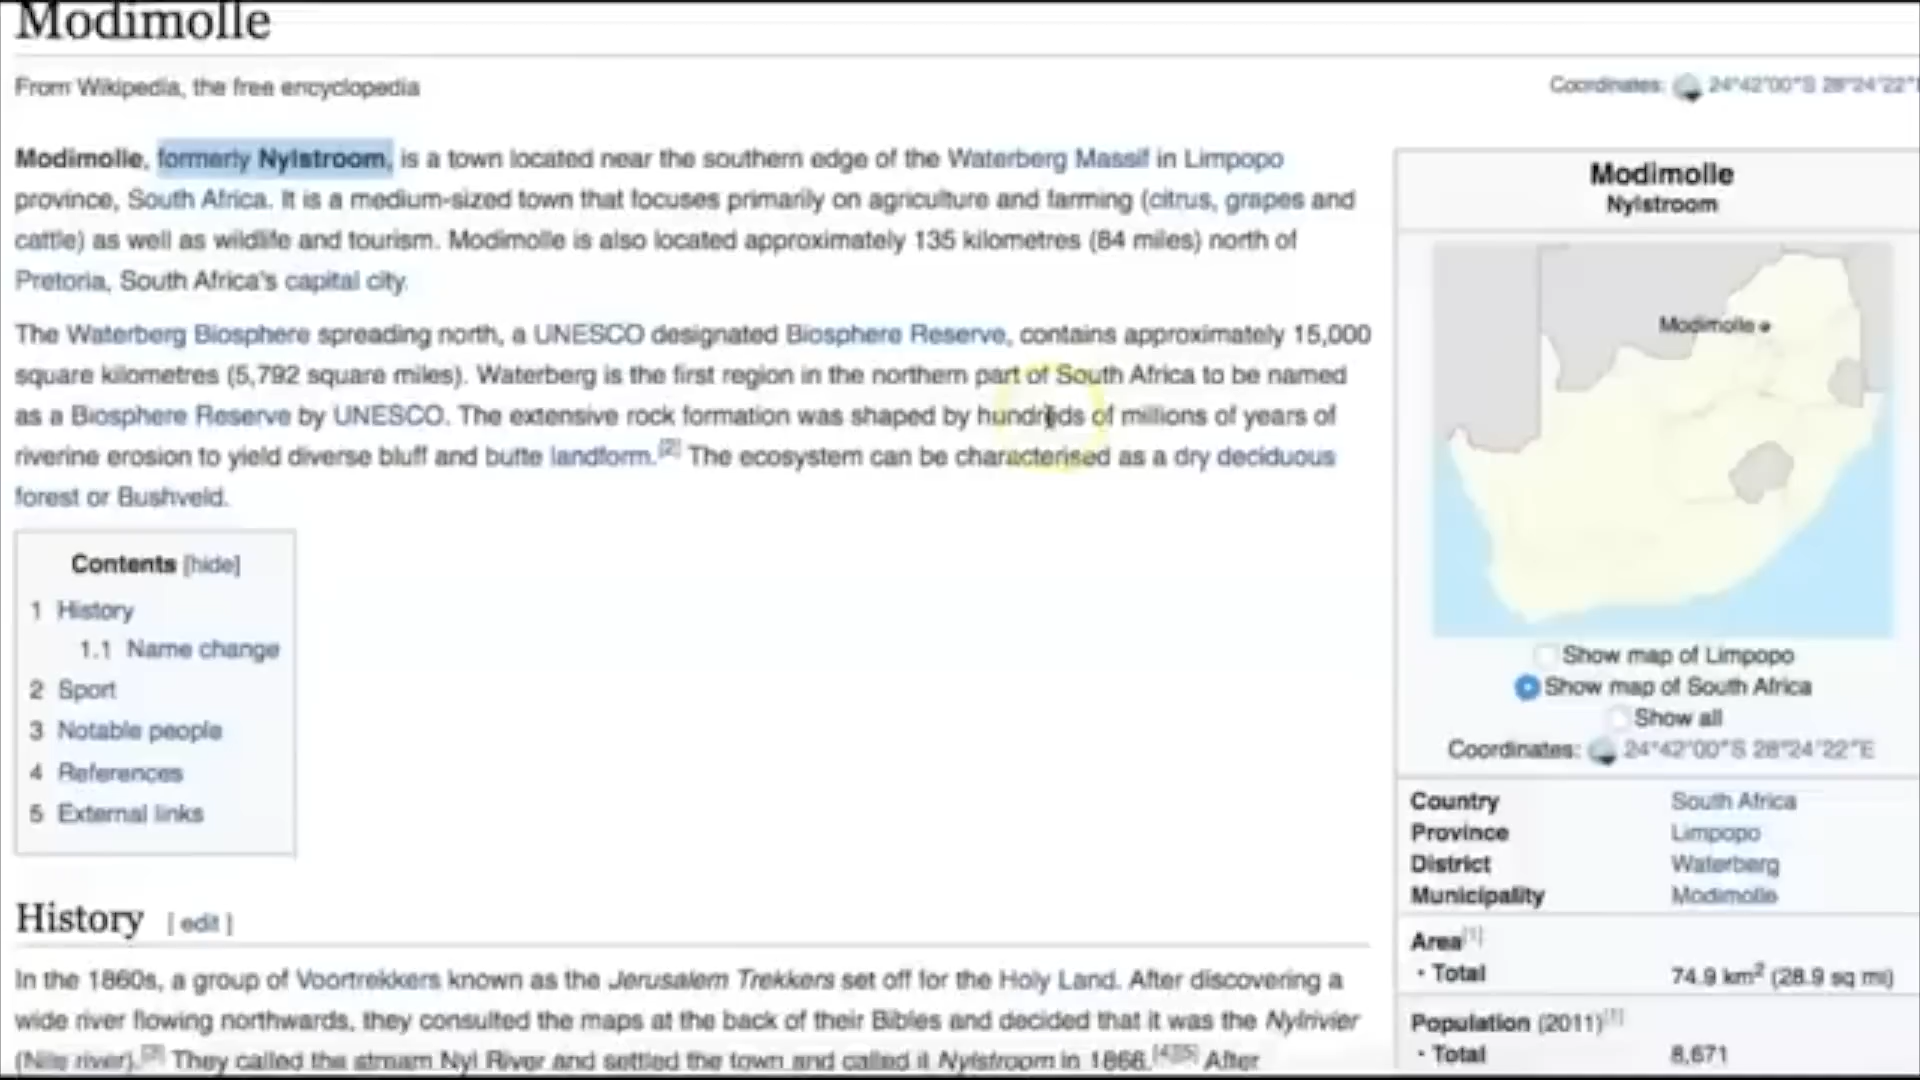 Modimolle
From Wikipedia, the free encyclopedia
Coordinates: 24°42′00″S 28°24′22″
Modimolle, formerly Nylstroom, is a town located near the southern edge of the Waterberg Massif in Limpopo
province, South Africa. It is a medium-sized town that focuses primarily on agriculture and farming (citrus, grapes and
cattle) as well as wildlife and tourism. Modimolle is also located approximately 135 kilometres (84 miles) north of
Pretoria, South Africa's capital city.
The Waterberg Biosphere spreading north, a UNESCO designated Biosphere Reserve, contains approximately 15,000
square kilometres (5,792 square miles). Waterberg is the first region in the northern part of South Africa to be named
as a Biosphere Reserve by UNESCO. The extensive rock formation was shaped by hundreds of millions of years of
riverine erosion to yield diverse bluff and butte landform.[2] The ecosystem can be characterised as a dry deciduous
forest or Bushveld.
Contents [hide]
1 History
1.1 Name change
2 Sport
3 Notable people
4 References
5 External links
History [ edit ]
In the 1860s, a group of Voortrekkers known as the Jerusalem Trekkers set off for the Holy Land. After discovering a
wide river flowing northwards, they consulted the maps at the back of their Bibles and decided that it was the Nylrivier
(Nile river).[3] They called the stream Nyl River and settled the town and called it Nylstroom in 1866.[4][5] After
Modimolle
Nylstroom
Modimolle
Show map of Limpopo
Show map of South Africa
Show all
Coordinates: 24°42′00″S 28°24′22″E
Country South Africa
Province Limpopo
District Waterberg
Municipality Modimolle
Area[1]
• Total 74.9 km2 (28.9 sq mi)
Population (2011)[1]
• Total 8,671